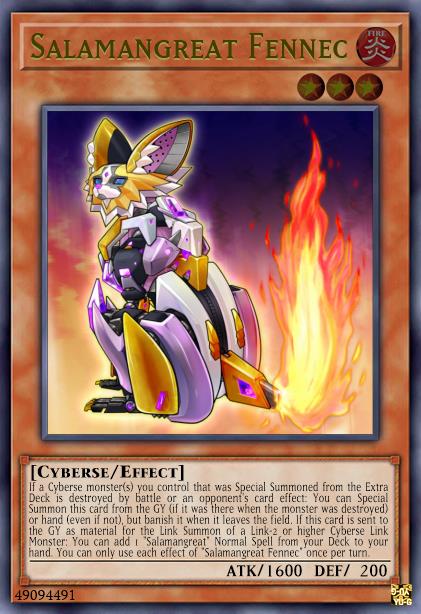 Salamangreat Fennec
FIRE
炎
[Cyberse/Effect]
If a Cyberse monster(s) you control that was Special Summoned from the Extra
Deck is destroyed by battle or an opponent's card effect: You can Special
Summon this card from the GY (if it was there when the monster was destroyed)
or hand (even if not), but banish it when it leaves the field. If this card is sent
to the GY as material for the Link Summon of a Link-2 or higher Cyberse Link
Monster: You can add 1 "Salamangreat" Normal Spell from your Deck to your
hand. You can only use each effect of "Salamangreat Fennec" once per turn.
ATK/1600 DEF/ 200
49094491